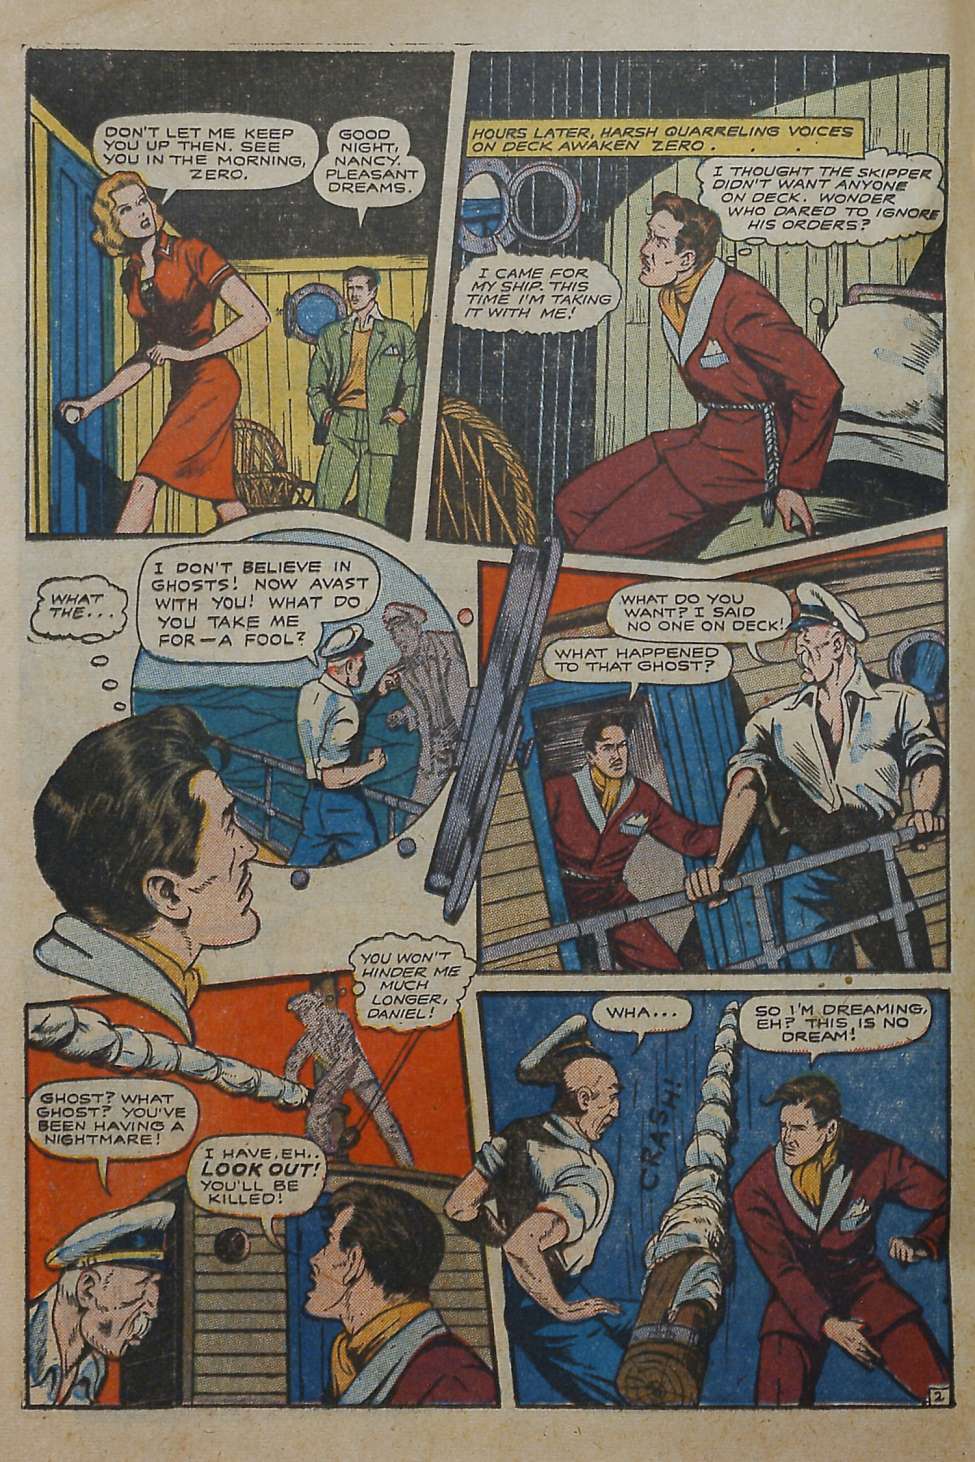 DON'T LET ME KEEP
YOU UP THEN. SEE
YOU IN THE MORNING,
ZERO.
GOOD
NIGHT,
NANCY.
PLEASANT
DREAMS.
HOURS LATER, HARSH QUARRELING VOICES
ON DECK AWAKEN ZERO. . . .
I THOUGHT THE SKIPPER
DIDN'T WANT ANYONE
ON DECK. WONDER
WHO DARED TO IGNORE
HIS ORDERS?
I CAME FOR
MY SHIP. THIS
TIME I'M TAKING
IT WITH ME!
WHAT
THE...
I DON'T BELIEVE IN
GHOSTS! NOW AVAST
WITH YOU! WHAT DO
YOU TAKE ME
FOR—A FOOL?
WHAT DO YOU
WANT? I SAID
NO ONE ON DECK!
WHAT HAPPENED
TO THAT GHOST?
YOU WON'T
HINDER ME
MUCH
LONGER,
DANIEL!
GHOST? WHAT
GHOST? YOU'VE
BEEN HAVING A
NIGHTMARE!
I HAVE, EH..
LOOK OUT!
YOU'LL BE
KILLED!
WHA...
CRASH!
SO I'M DREAMING,
EH? THIS IS NO
DREAM!
2